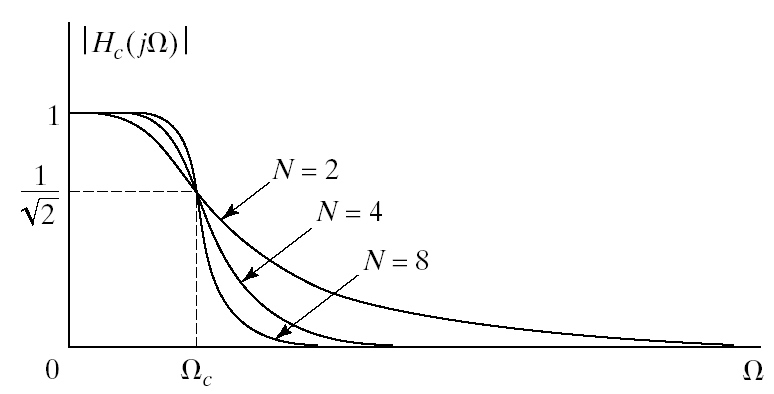 |H_c(jΩ)|
1
1/√2
N = 2
N = 4
N = 8
0
Ω_c
Ω